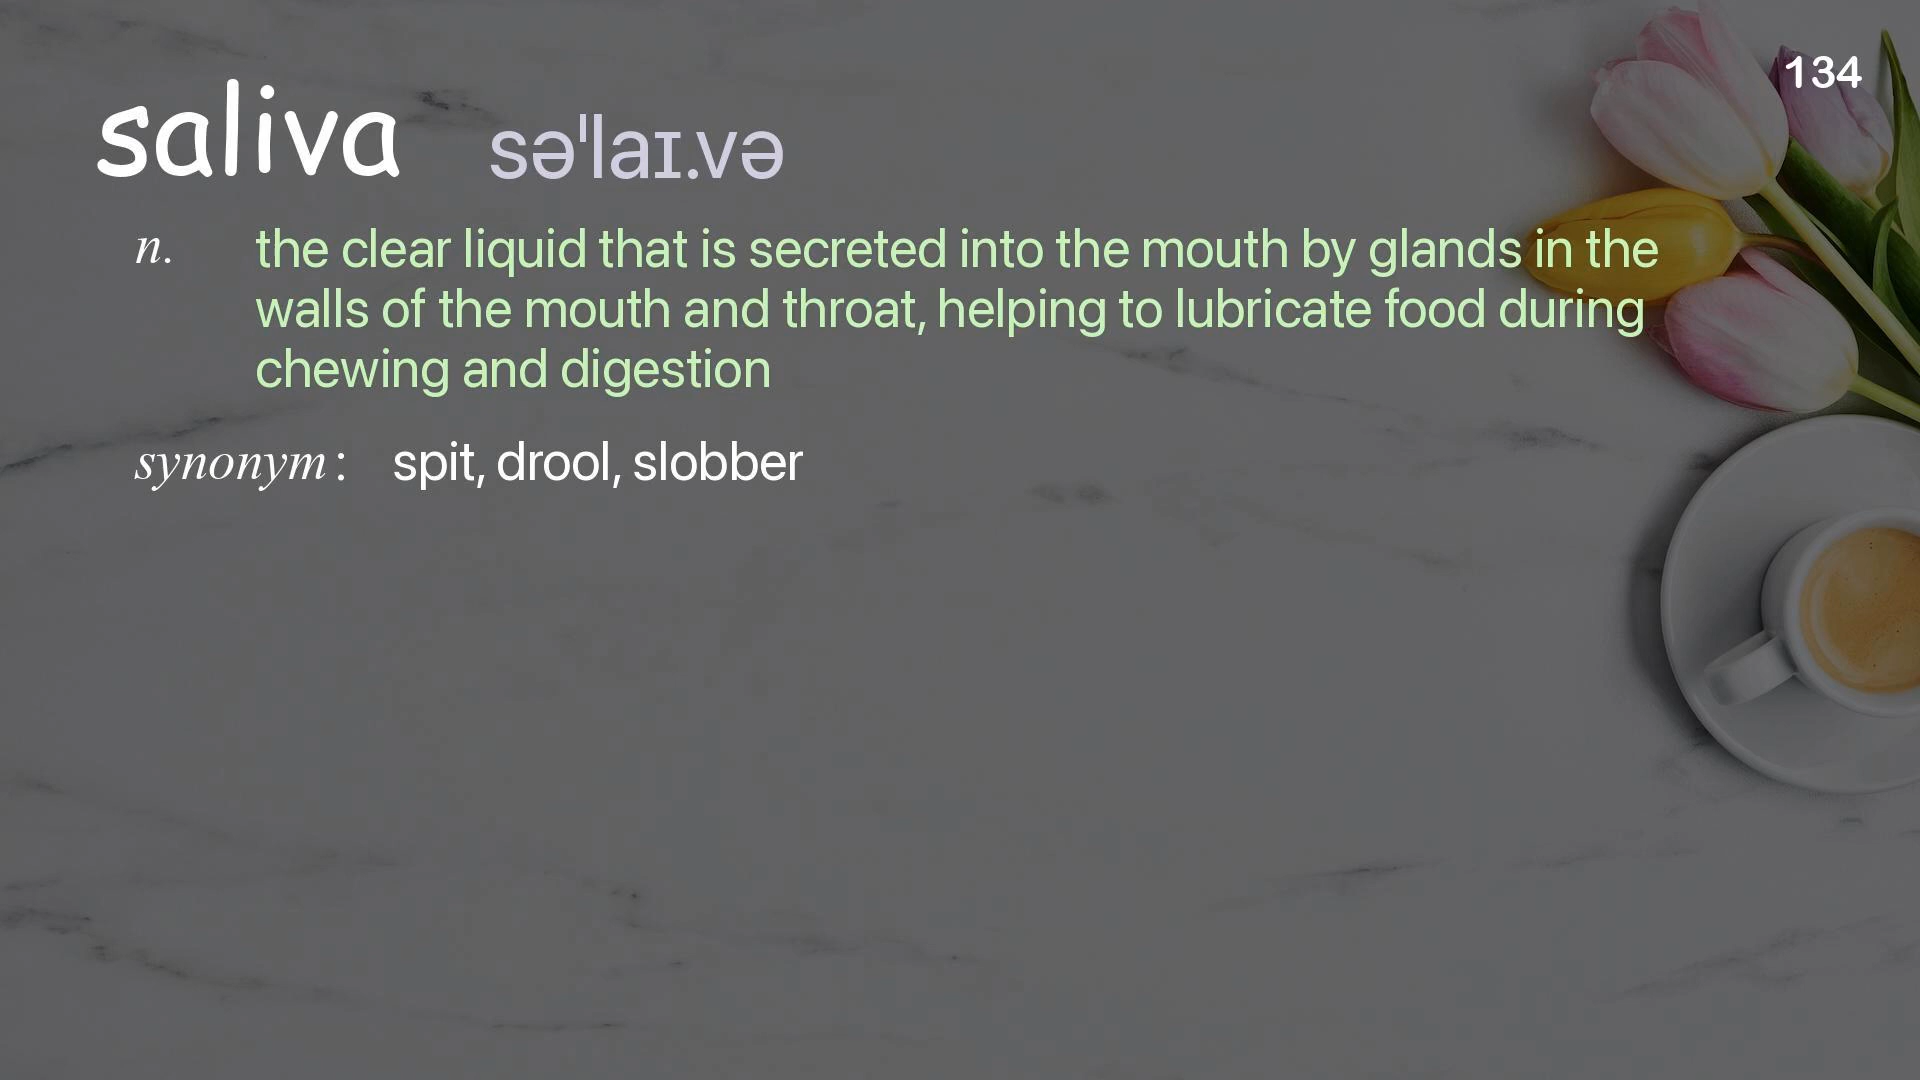 134
saliva səˈlaɪ.və
n. the clear liquid that is secreted into the mouth by glands in the
walls of the mouth and throat, helping to lubricate food during
chewing and digestion
synonym: spit, drool, slobber